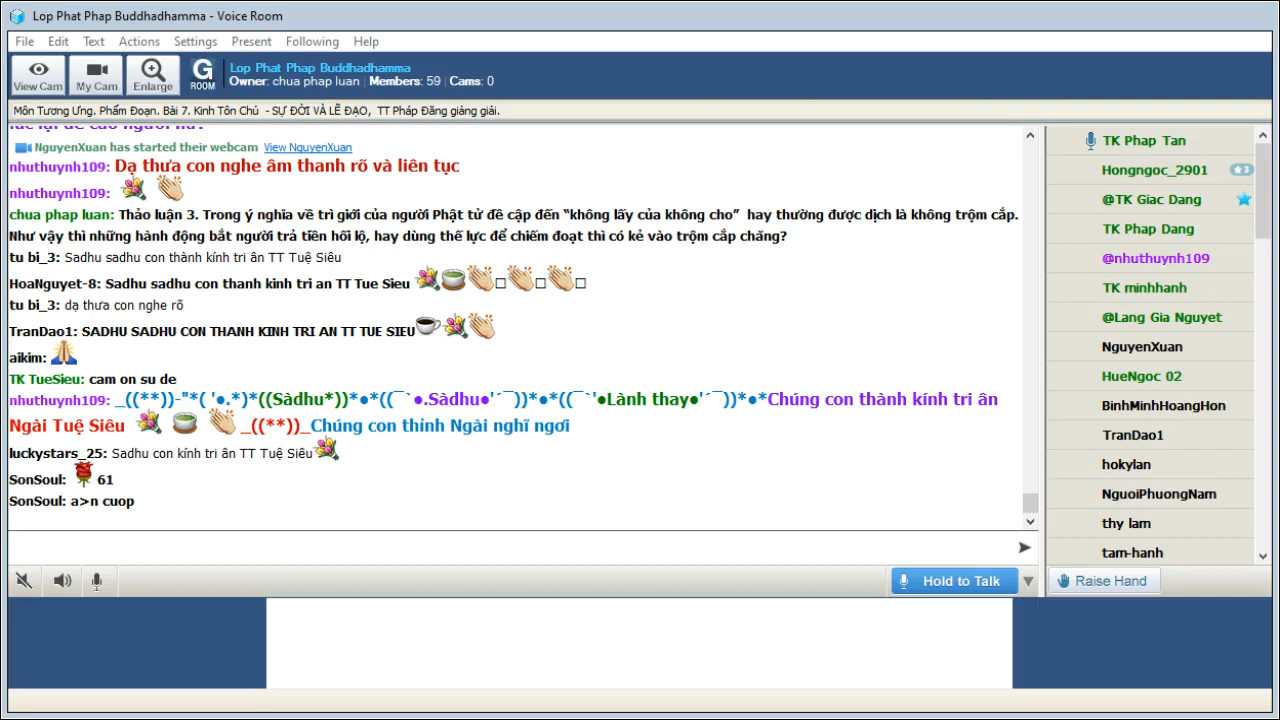 Lop Phat Phap Buddhadhamma - Voice Room
File Edit Text Actions Settings Present Following Help
View Cam My Cam Enlarge G ROOM
Lop Phat Phap Buddhadhamma
Owner: chua phap luan | Members: 59 | Cams: 0
Môn Tương Ưng. Phẩm Đoạn. Bài 7. Kinh Tôn Chủ - SỰ ĐỜI VÀ LẼ ĐẠO, TT Pháp Đăng giảng giải.
NguyenXuan has started their webcam View NguyenXuan
nhuthuynh109: Dạ thưa con nghe âm thanh rõ và liên tục
nhuthuynh109:
chua phap luan: Thảo luận 3. Trong ý nghĩa về trì giới của người Phật tử đê cập đến “không lấy của không cho” hay thường được dịch là không trộm cắp.
Như vậy thì những hành động bắt người trả tiên hối lộ, hay dùng thế lực để chiếm đoạt thì có kẻ vào trộm cắp chăng?
tu bi_3: Sadhu sadhu con thành kính tri ân TT Tuệ Siêu
HoaNguyet-8: Sadhu sadhu con thanh kinh tri an TT Tue Sieu
tu bi_3: dạ thưa con nghe rõ
TranDao1: SADHU SADHU CON THANH KINH TRI AN TT TUE SIEU
aikim:
TK TueSieu: cam on su de
nhuthuynh109: _((**))-"*( '●.*)*((Sàdhu*))*●*((¯`●.Sàdhu●'´¯))*●*((¯`'●Lành thay●'´¯))*●*Chúng con thành kính tri ân
Ngài Tuệ Siêu _((**))_Chúng con thỉnh Ngài nghĩ ngơi
luckystars_25: Sadhu con kính tri ân TT Tuệ Siêu
SonSoul: 61
SonSoul: a>n cuop
Hold to Talk
TK Phap Tan
Hongngoc_2901 3
@TK Giac Dang
TK Phap Dang
@nhuthuynh109
TK minhhanh
@Lang Gia Nguyet
NguyenXuan
HueNgoc 02
BinhMinhHoangHon
TranDao1
hokylan
NguoiPhuongNam
thy lam
tam-hanh
Raise Hand